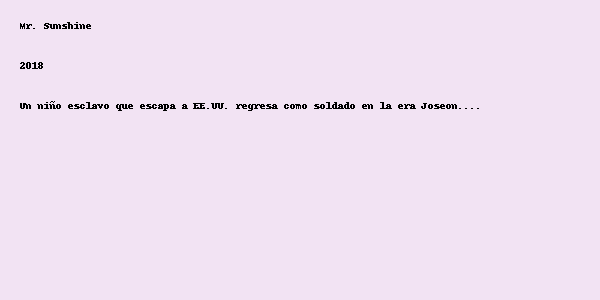 Mr. Sunshine
2018
Un niño esclavo que escapa a EE.UU. regresa como soldado en la era Joseon....